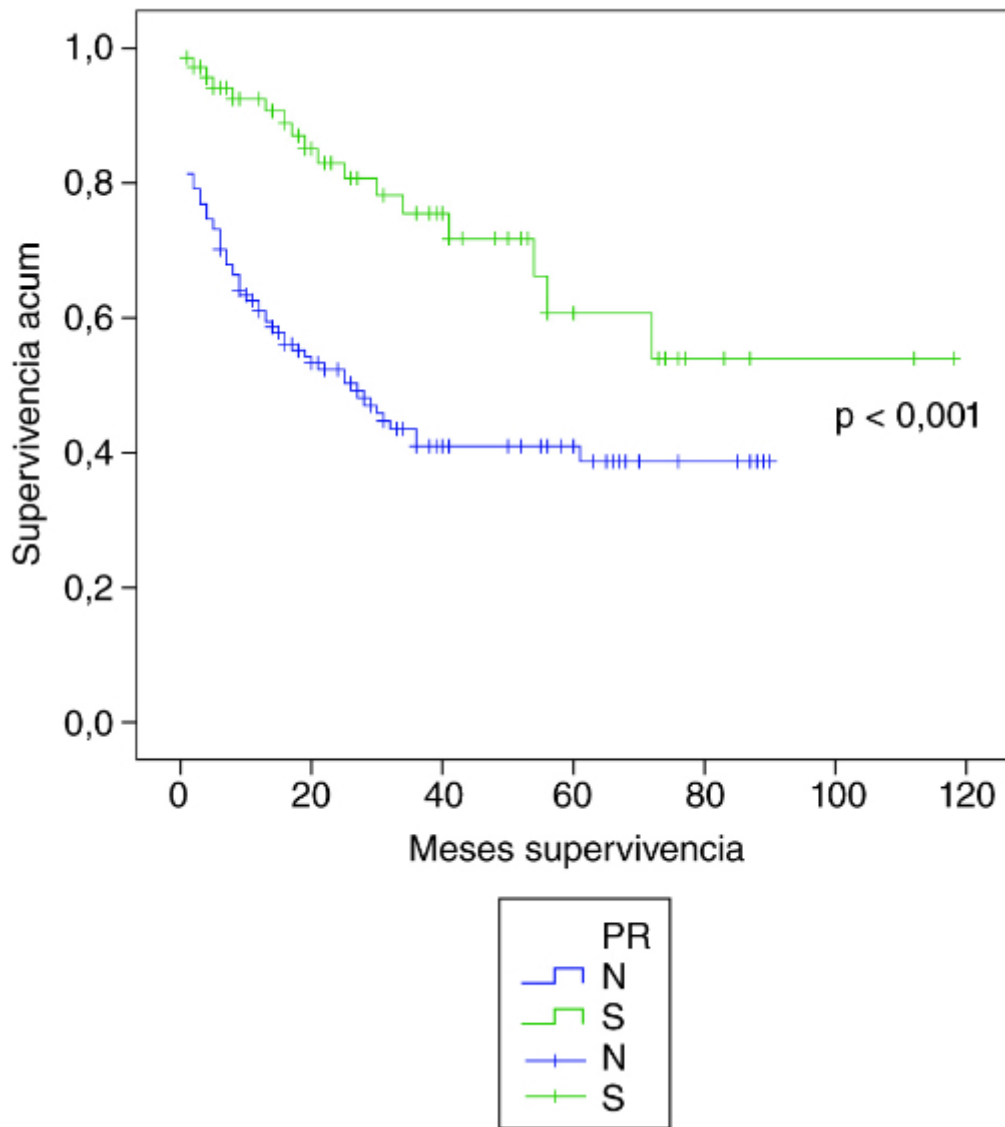 Supervivencia acum
1,0
0,8
0,6
0,4
0,2
0,0
p < 0,001
0 20 40 60 80 100 120
Meses supervivencia
PR
N
S
N
S